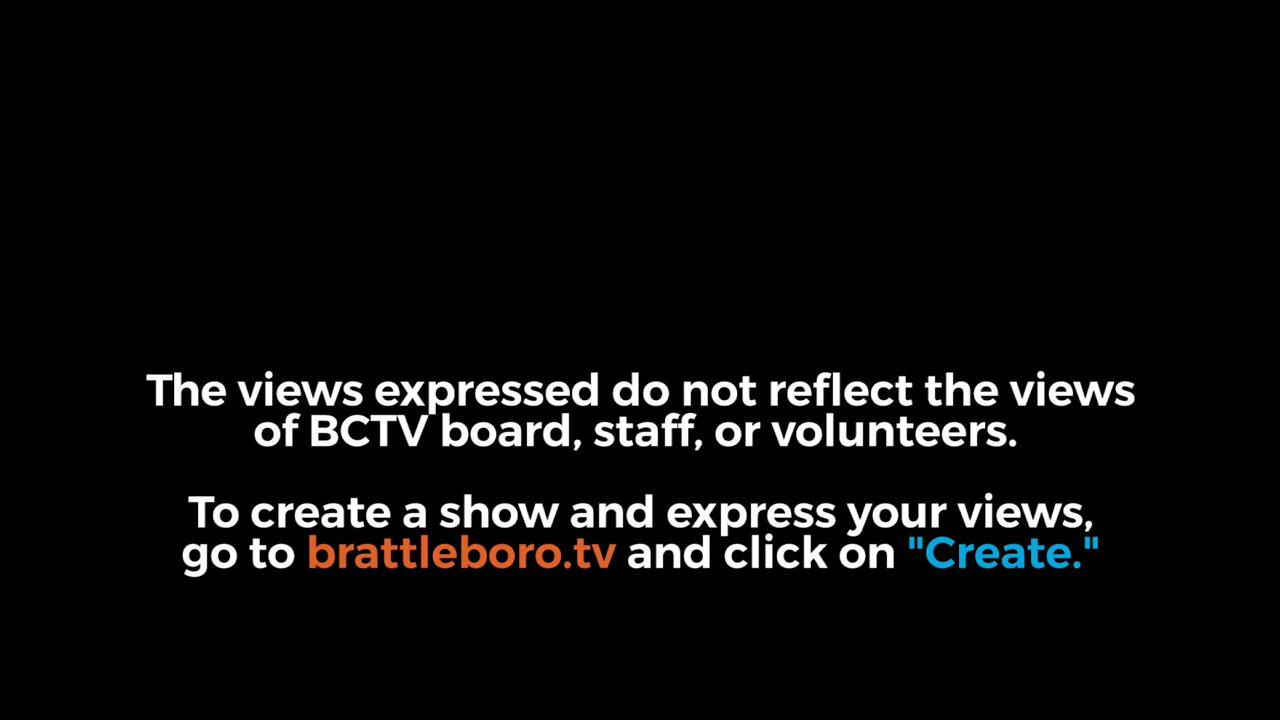 The views expressed do not reflect the views
of BCTV board, staff, or volunteers.
To create a show and express your views,
go to brattleboro.tv and click on "Create."